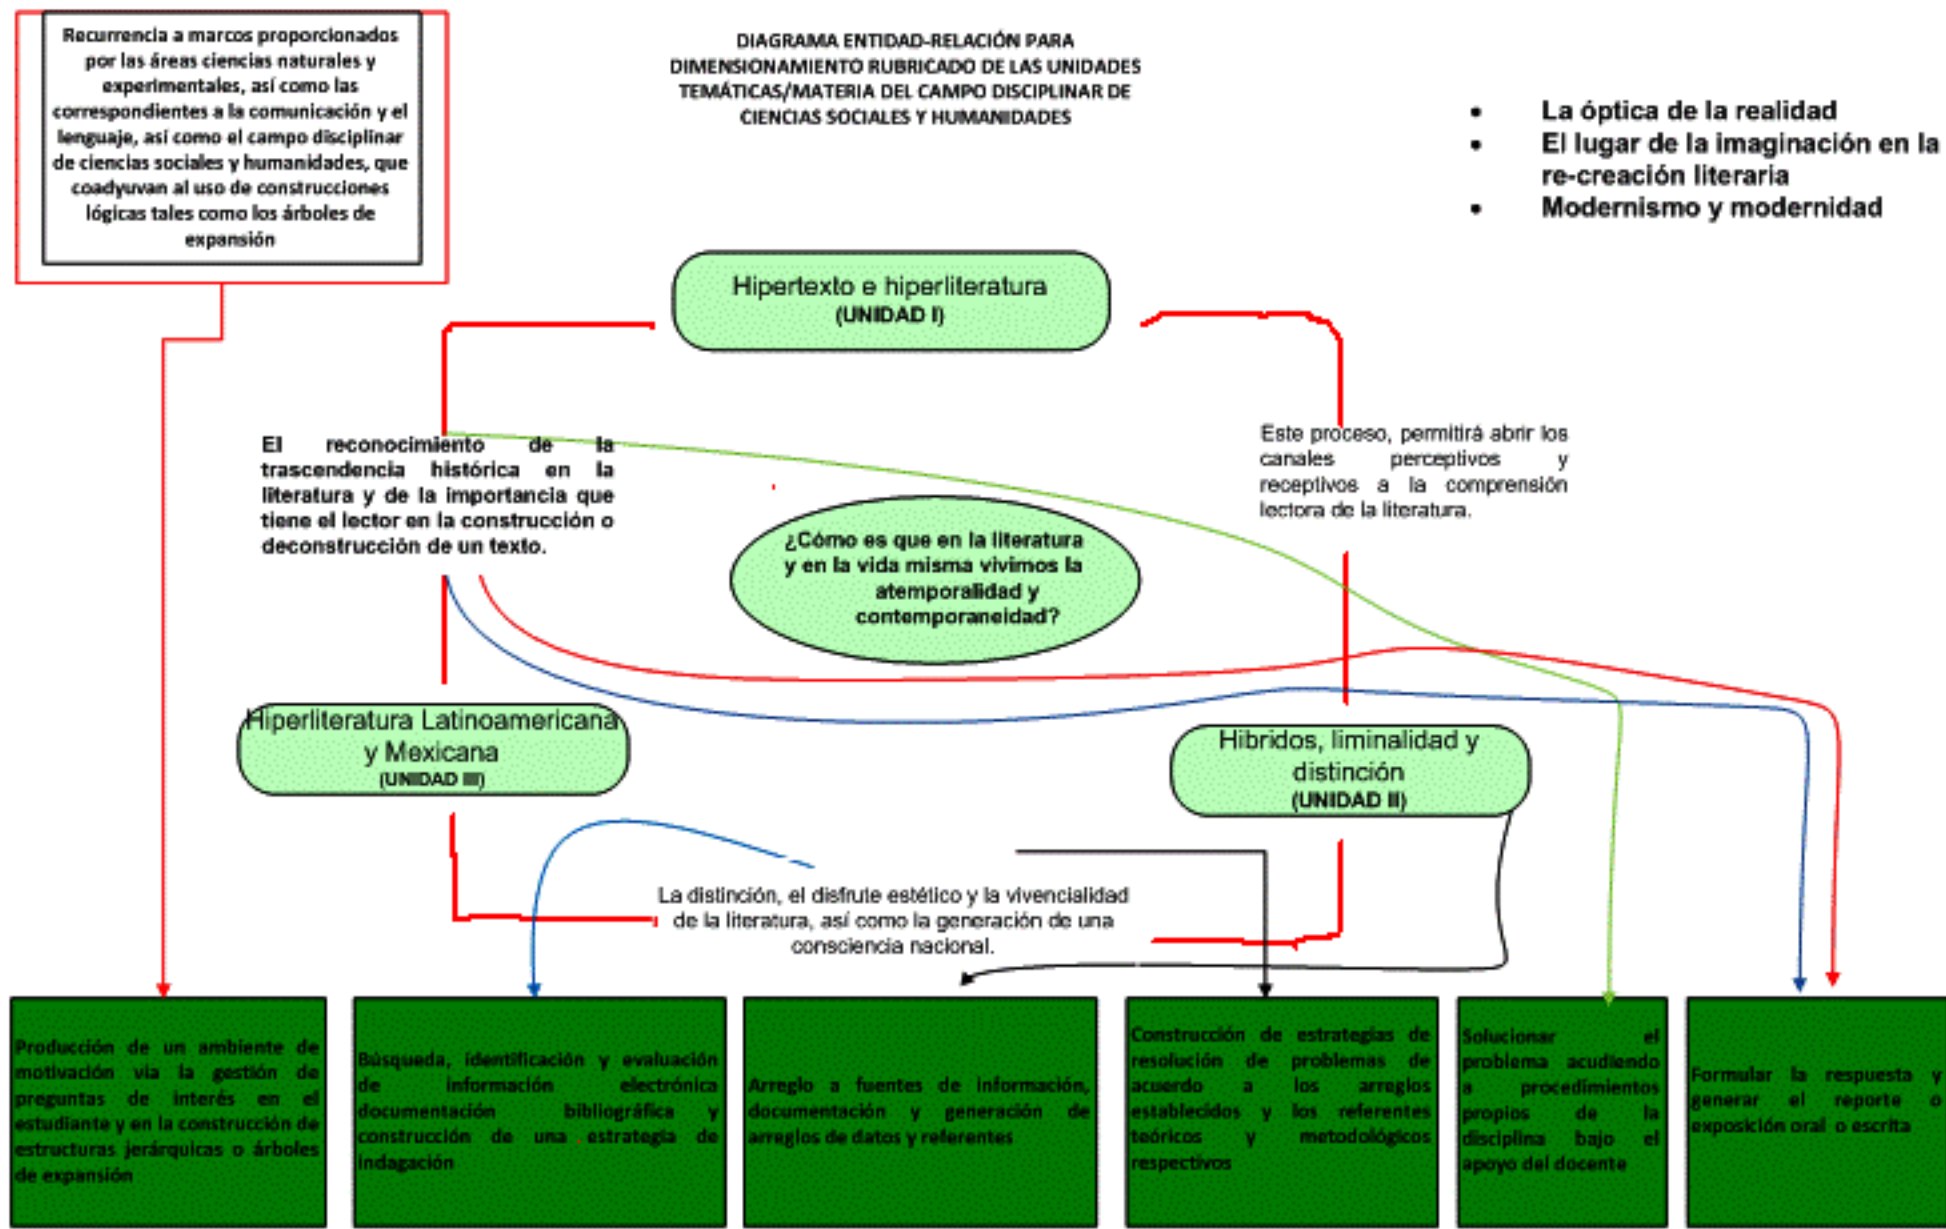 Recurrencia a marcos proporcionados
por las áreas ciencias naturales y
experimentales, así como las
correspondientes a la comunicación y el
lenguaje, así como el campo disciplinar
de ciencias sociales y humanidades, que
coadyuvan al uso de construcciones
lógicas tales como los árboles de
expansión
DIAGRAMA ENTIDAD-RELACIÓN PARA
DIMENSIONAMIENTO RUBRICADO DE LAS UNIDADES
TEMÁTICAS/MATERIA DEL CAMPO DISCIPLINAR DE
CIENCIAS SOCIALES Y HUMANIDADES
• La óptica de la realidad
• El lugar de la imaginación en la
re-creación literaria
• Modernismo y modernidad
Hipertexto e hiperliteratura
(UNIDAD I)
El reconocimiento de la
trascendencia histórica en la
literatura y de la importancia que
tiene el lector en la construcción o
deconstrucción de un texto.
Este proceso, permitirá abrir los
canales perceptivos y
receptivos a la comprensión
lectora de la literatura.
¿Cómo es que en la literatura
y en la vida misma vivimos la
atemporalidad y
contemporaneidad?
Hiperliteratura Latinoamericana
y Mexicana
(UNIDAD III)
Hibridos, liminalidad y
distinción
(UNIDAD II)
La distinción, el disfrute estético y la vivencialidad
de la literatura, así como la generación de una
consciencia nacional.
Producción de un ambiente de
motivación via la gestión de
preguntas de interés en el
estudiante y en la construcción de
estructuras jerárquicas o árboles
de expansión
Búsqueda, identificación y evaluación
de información electrónica
documentación bibliográfica y
construcción de una estrategia de
indagación
Arreglo a fuentes de información,
documentación y generación de
arreglos de datos y referentes
Construcción de estrategias de
resolución de problemas de
acuerdo a los arreglos
establecidos y los referentes
teóricos y metodológicos
respectivos
Solucionar el
problema acudiendo
a procedimientos
propios de la
disciplina bajo el
apoyo del docente
Formular la respuesta y
generar el reporte o
exposición oral o escrita